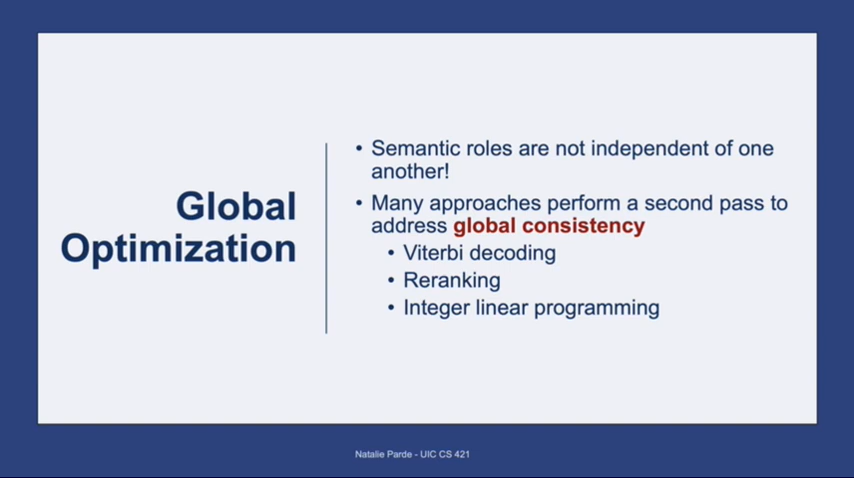 Global
Optimization
• Semantic roles are not independent of one
another!
• Many approaches perform a second pass to
address global consistency
• Viterbi decoding
• Reranking
• Integer linear programming
Natalie Parde - UIC CS 421